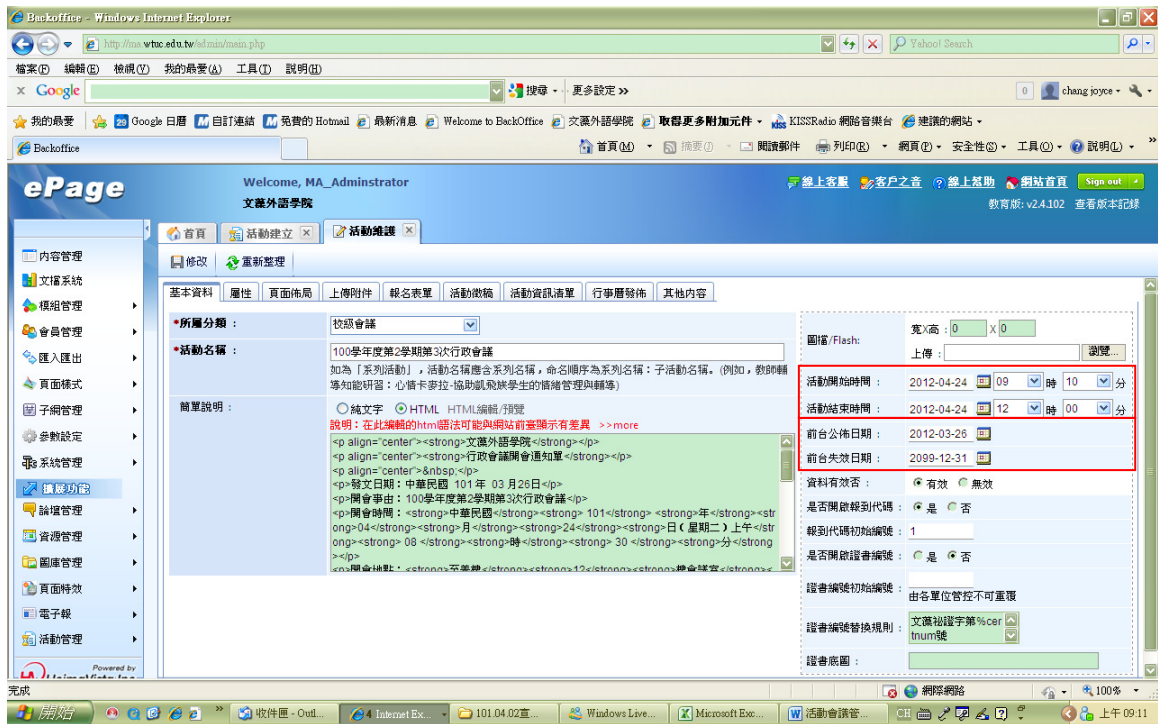 Backoffice - Windows Internet Explorer
http://ma.wtuc.edu.tw/admin/main.php
Yahoo! Search
檔案(F) 編輯(E) 檢視(V) 我的最愛(A) 工具(T) 說明(H)
x Google 搜尋 更多設定 >> 0 chang joyce
我的最愛 29 Google 日曆 自訂連結 免費的 Hotmail 最新消息 Welcome to BackOffice 文藻外語學院 取得更多附加元件 KISSRadio 網路音樂台 建議的網站
Backoffice 首頁(M) 摘要(J) 閱讀郵件 列印(R) 網頁(P) 安全性(S) 工具(O) 說明(L) »
ePage Welcome, MA_Adminstrator 線上客服 客戶之音 線上幫助 網站首頁 Sign out
文藻外語學院 教育版: v2.4.102 查看版本記錄
首頁 活動建立 活動維護
修改 重新整理
基本資料 屬性 頁面佈局 上傳附件 報名表單 活動徵稿 活動資訊清單 行事曆發佈 其他內容
內容管理
文擋系統
模組管理
會員管理
匯入匯出
頁面樣式
子網管理
參數設定
系統管理
擴展功能
論壇管理
資源管理
圖庫管理
頁面特效
電子報
活動管理
Powered by
*所屬分類： 校級會議
*活動名稱： 100學年度第2學期第3次行政會議
如為「系列活動」，活動名稱應含系列名稱，命名順序為系列名稱：子活動名稱。(例如，教師輔
導知能研習：心情卡麥拉-協助飢飛族學生的情緒管理與輔導)
簡單說明： 純文字 HTML HTML編輯/預覽
說明：在此編輯的html語法可能與網站前臺顯示有差異 >>more
<p align="center"><strong>文藻外語學院</strong></p>
<p align="center"><strong>行政會議開會通知單</strong></p>
<p align="center">&nbsp;</p>
<p>發文日期：中華民國 101年 03 月26日</p>
<p>開會事由：100學年度第2學期第3次行政會議</p>
<p>開會時間：<strong>中華民國</strong><strong> 101</strong> <strong>年</strong><str
ong>04</strong><strong>月</strong><strong>24</strong><strong>日 ( 星期二 ) 上午</str
ong><strong> 08 </strong><strong>時</strong><strong> 30 </strong><strong>分</strong
></p>
<p>開會地點：<strong>至善樓</strong><strong>12</strong><strong>樓會議室</strong><
圖檔/Flash: 寬X高：0 X 0
上傳： 瀏覽...
活動開始時間： 2012-04-24 09 時 10 分
活動結束時間： 2012-04-24 12 時 00 分
前台公佈日期： 2012-03-26
前台失效日期： 2099-12-31
資料有效否： 有效 無效
是否開啟報到代碼： 是 否
報到代碼初始編號： 1
是否開啟證書編號： 是 否
證書編號初始編號：
由各單位管控不可重覆
證書編號替換規則： 文藻祕證字第%cer
tnum號
證書底圖：
完成 網際網路 100%
開始 » 收件匣 - Outl... 4 Internet Ex... 101.04.02宣... Windows Live... Microsoft Exc... 活動會議管... CH 上午 09:11